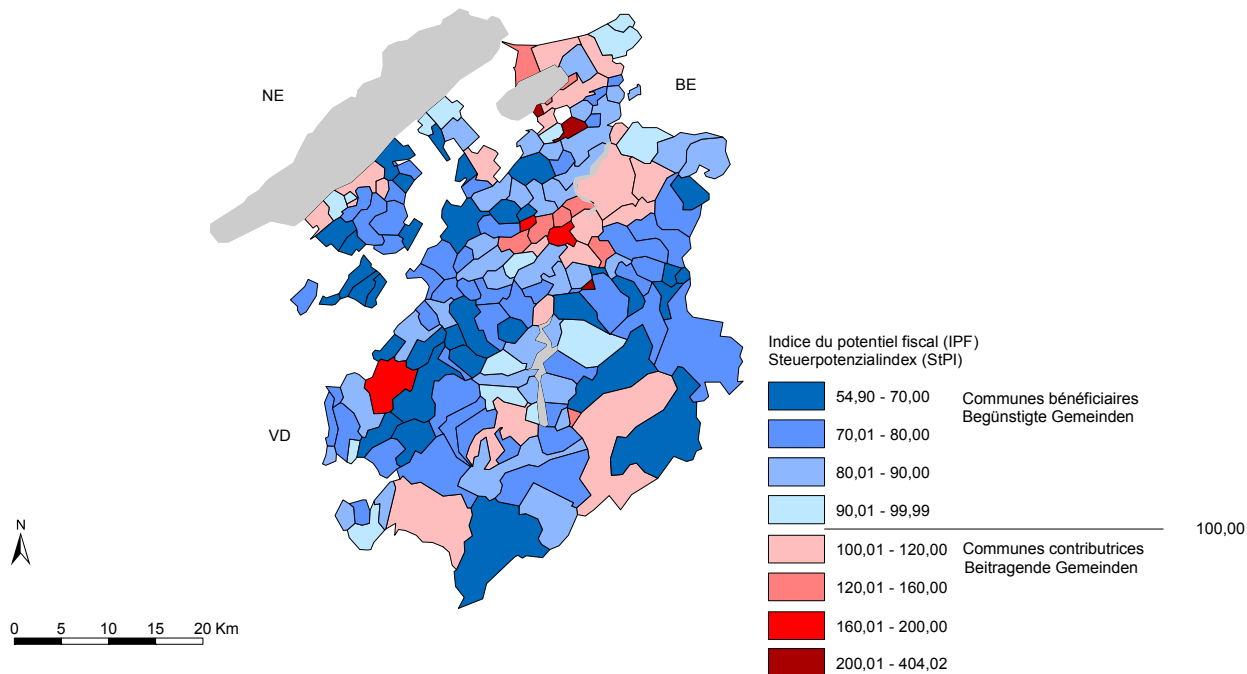 NE
BE
VD
N
0 5 10 15 20 Km
Indice du potentiel fiscal (IPF)
Steuerpotenzialindex (StPI)
54,90 - 70,00
Communes bénéficiaires
Begünstigte Gemeinden
70,01 - 80,00
80,01 - 90,00
90,01 - 99,99
100,00
100,01 - 120,00
Communes contributrices
Beitragende Gemeinden
120,01 - 160,00
160,01 - 200,00
200,01 - 404,02